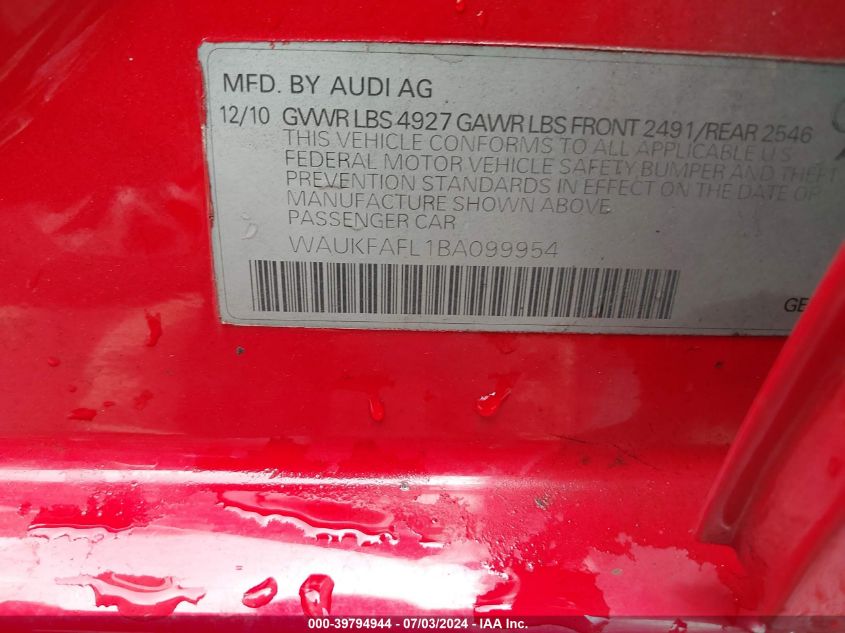 MFD. BY AUDI AG
12/10 GVWR LBS 4927 GAWR LBS FRONT 2491/REAR 2546
THIS VEHICLE CONFORMS TO ALL APPLICABLE U.S.
FEDERAL MOTOR VEHICLE SAFETY, BUMPER AND THEFT
PREVENTION STANDARDS IN EFFECT ON THE DATE OF
MANUFACTURE SHOWN ABOVE.
PASSENGER CAR
WAUKFAFL1BA099954
GE
000-39794944 - 07/03/2024 - IAA Inc.